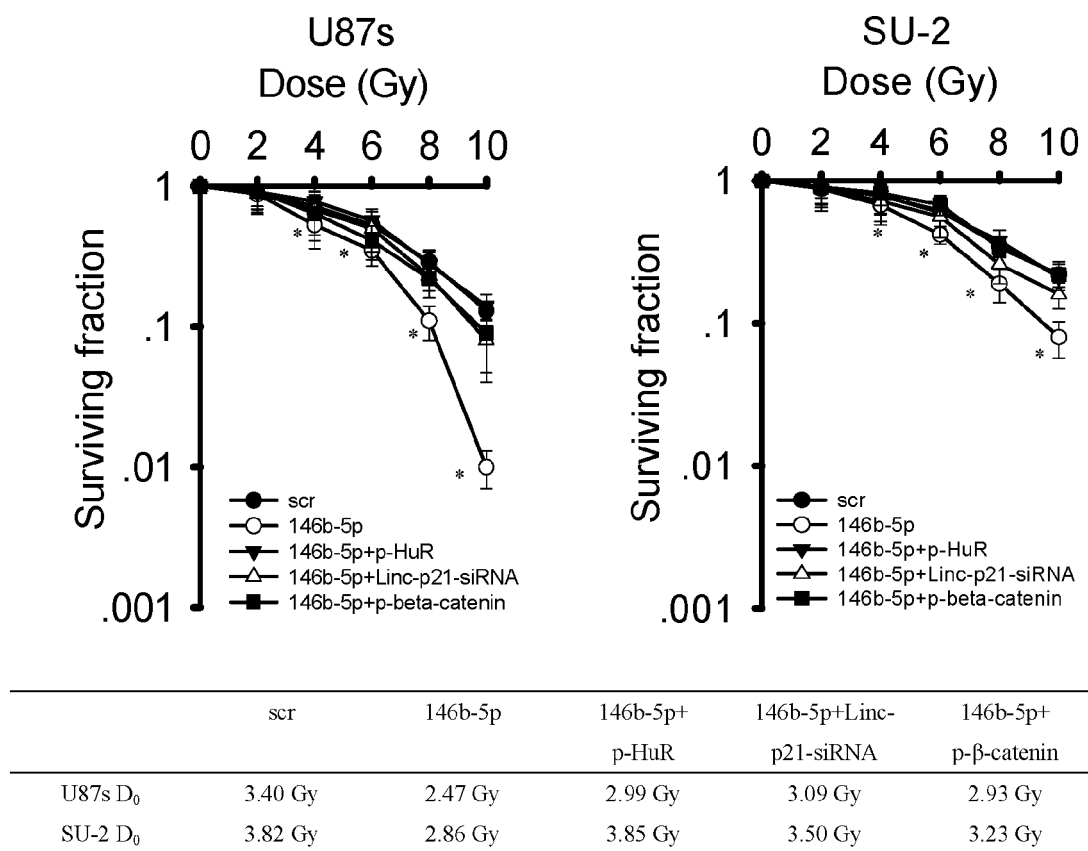 U87s
Dose (Gy)
0 2 4 6 8 10
Surviving fraction
1
.1
.01
.001
* * * *
scr
146b-5p
146b-5p+p-HuR
146b-5p+Linc-p21-siRNA
146b-5p+p-beta-catenin
SU-2
Dose (Gy)
0 2 4 6 8 10
Surviving fraction
1
.1
.01
.001
* * * *
scr
146b-5p
146b-5p+p-HuR
146b-5p+Linc-p21-siRNA
146b-5p+p-beta-catenin
scr 146b-5p 146b-5p+ 146b-5p+Linc- 146b-5p+
p-HuR p21-siRNA p-β-catenin
U87s D₀ 3.40 Gy 2.47 Gy 2.99 Gy 3.09 Gy 2.93 Gy
SU-2 D₀ 3.82 Gy 2.86 Gy 3.85 Gy 3.50 Gy 3.23 Gy